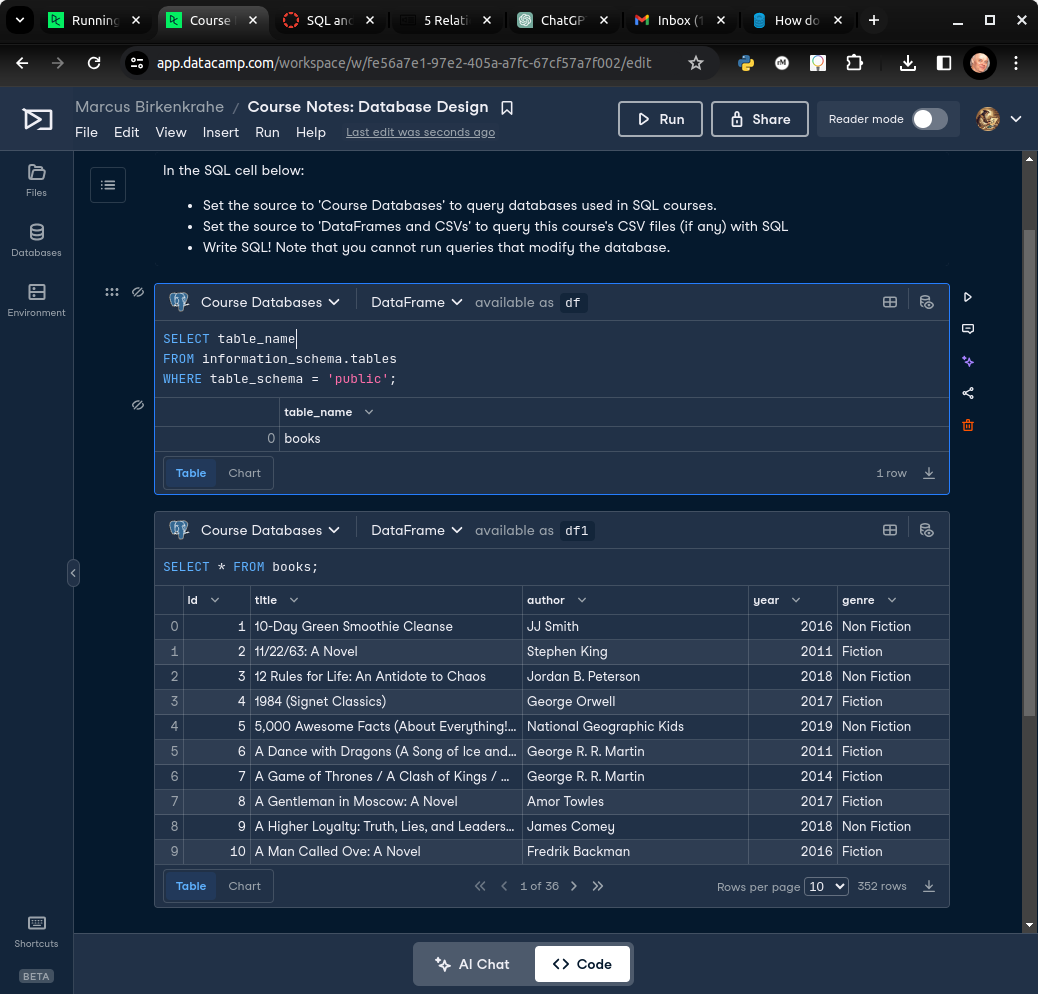 Running
Course
SQL and
5 Relati
ChatGP
Inbox (1
How do
app.datacamp.com/workspace/w/fe56a7e1-97e2-405a-a7fc-67cf57a7f002/edit
Marcus Birkenkrahe / Course Notes: Database Design
File Edit View Insert Run Help Last edit was seconds ago
Run
Share
Reader mode
Files
Databases
Environment
In the SQL cell below:
• Set the source to 'Course Databases' to query databases used in SQL courses.
• Set the source to 'DataFrames and CSVs' to query this course's CSV files (if any) with SQL
• Write SQL! Note that you cannot run queries that modify the database.
Course Databases DataFrame available as df
SELECT table_name
FROM information_schema.tables
WHERE table_schema = 'public';
table_name
0 books
Table Chart 1 row
Course Databases DataFrame available as df1
SELECT * FROM books;
id title author year genre
0 1 10-Day Green Smoothie Cleanse JJ Smith 2016 Non Fiction
1 2 11/22/63: A Novel Stephen King 2011 Fiction
2 3 12 Rules for Life: An Antidote to Chaos Jordan B. Peterson 2018 Non Fiction
3 4 1984 (Signet Classics) George Orwell 2017 Fiction
4 5 5,000 Awesome Facts (About Everything!... National Geographic Kids 2019 Non Fiction
5 6 A Dance with Dragons (A Song of Ice and... George R. R. Martin 2011 Fiction
6 7 A Game of Thrones / A Clash of Kings / ... George R. R. Martin 2014 Fiction
7 8 A Gentleman in Moscow: A Novel Amor Towles 2017 Fiction
8 9 A Higher Loyalty: Truth, Lies, and Leaders... James Comey 2018 Non Fiction
9 10 A Man Called Ove: A Novel Fredrik Backman 2016 Fiction
Table Chart 1 of 36 Rows per page 10 352 rows
Shortcuts
BETA
AI Chat
Code